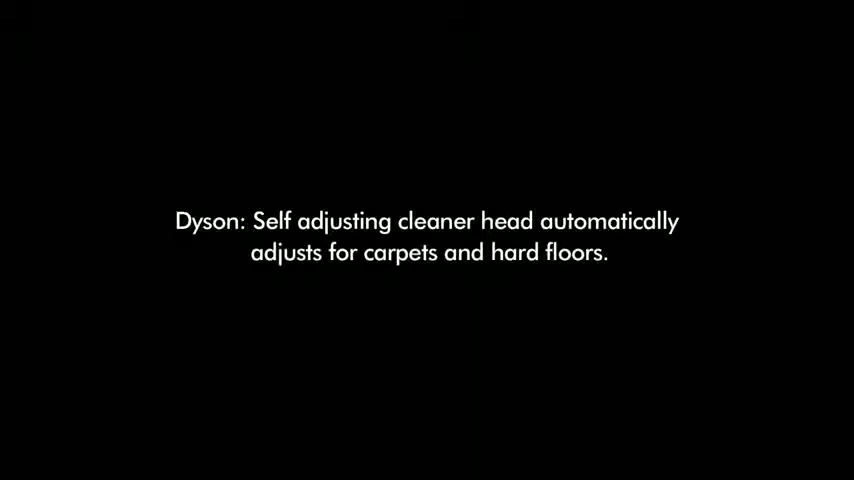 Dyson: Self adjusting cleaner head automatically
adjusts for carpets and hard floors.